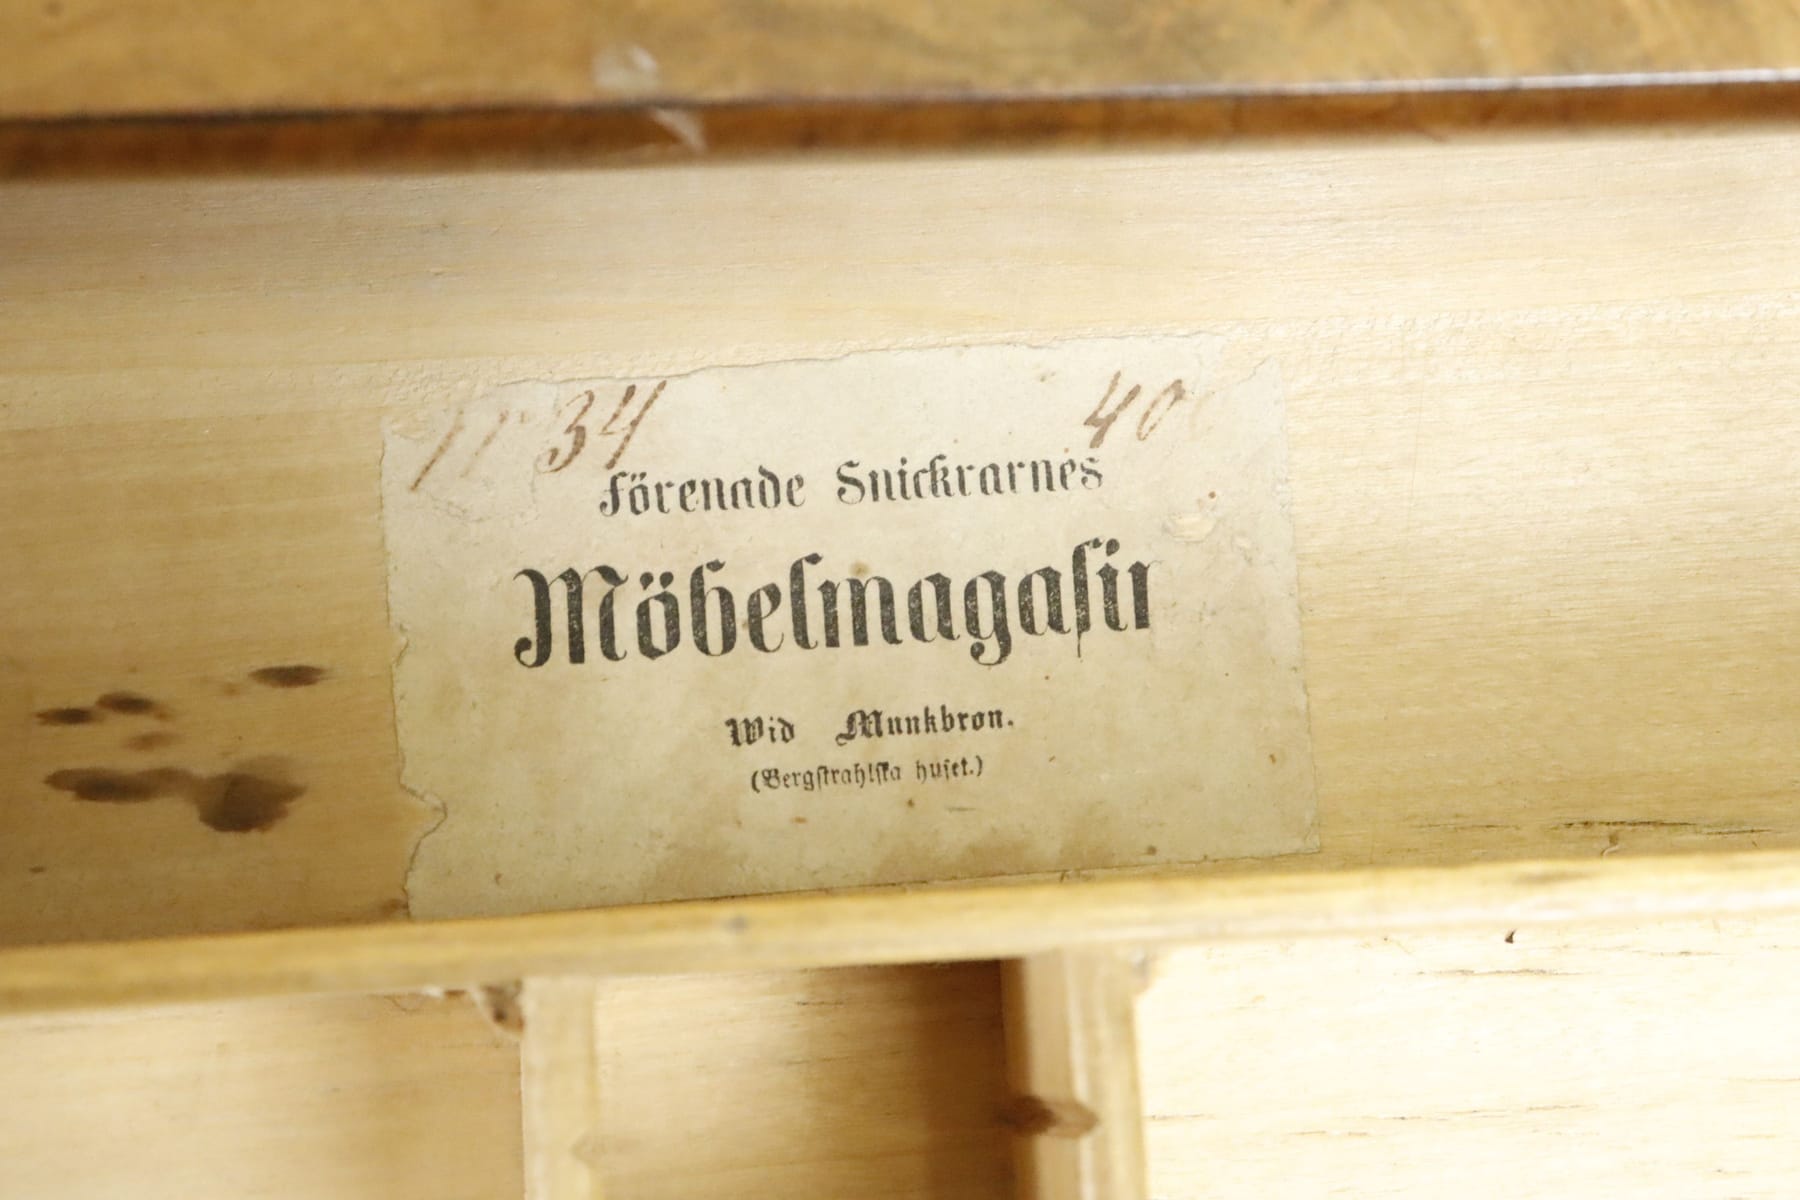 34 40
Förenade Snickrarnes
Möbelmagasin
Wid Munkbron.
(Bergstrahlska huset.)